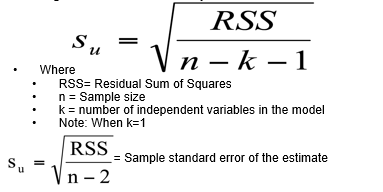 s_u = √(RSS / (n − k − 1))
• Where
• RSS= Residual Sum of Squares
• n = Sample size
• k = number of independent variables in the model
• Note: When k=1
s_u = √(RSS / (n − 2)) = Sample standard error of the estimate